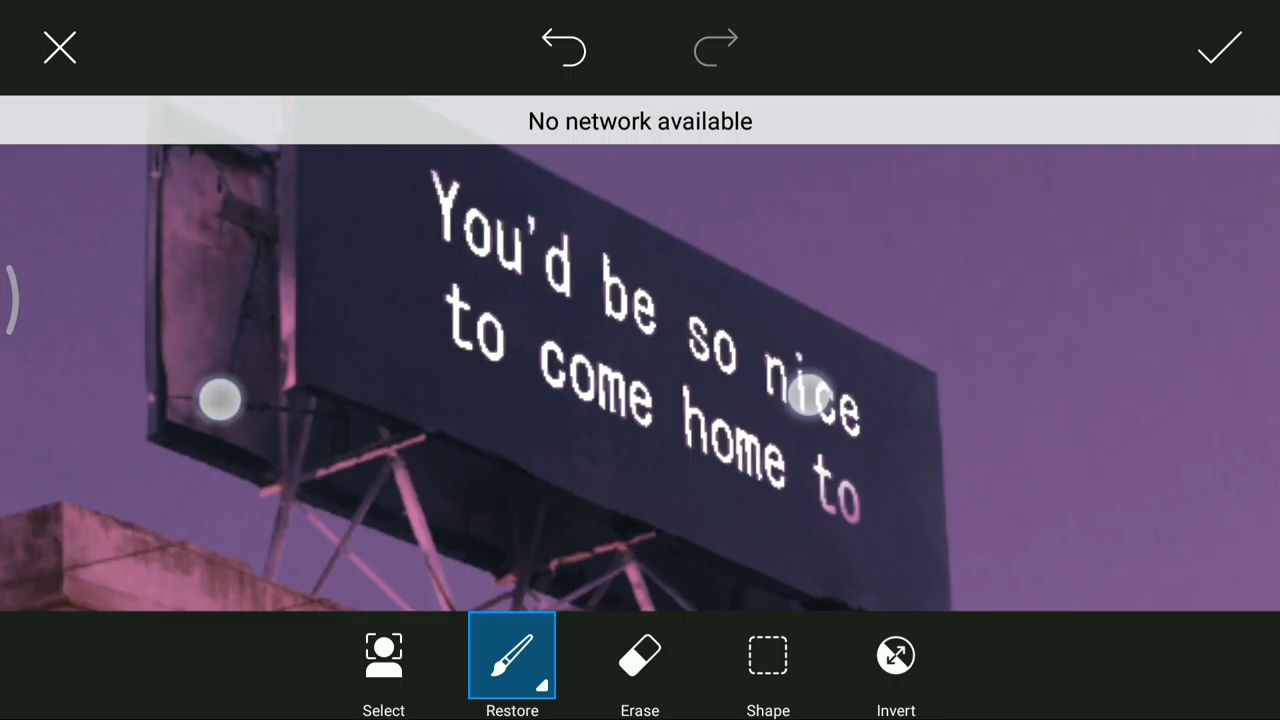 No network available
You'd be so nice
to come home to
Select
Restore
Erase
Shape
Invert